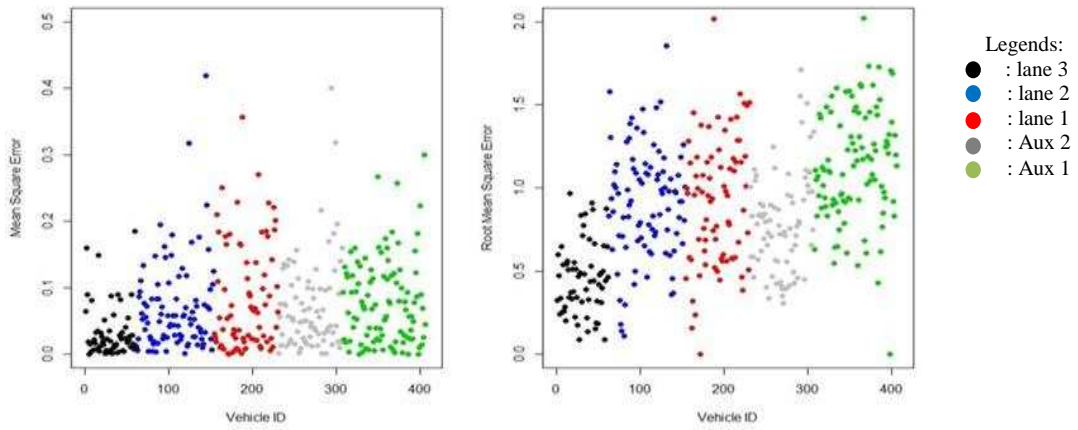 0.5
0.4
0.3
0.2
0.1
0.0
Mean Square Error
0 100 200 300 400
Vehicle ID
2.0
1.5
1.0
0.5
0.0
Root Mean Square Error
0 100 200 300 400
Vehicle ID
Legends:
: lane 3
: lane 2
: lane 1
: Aux 2
: Aux 1